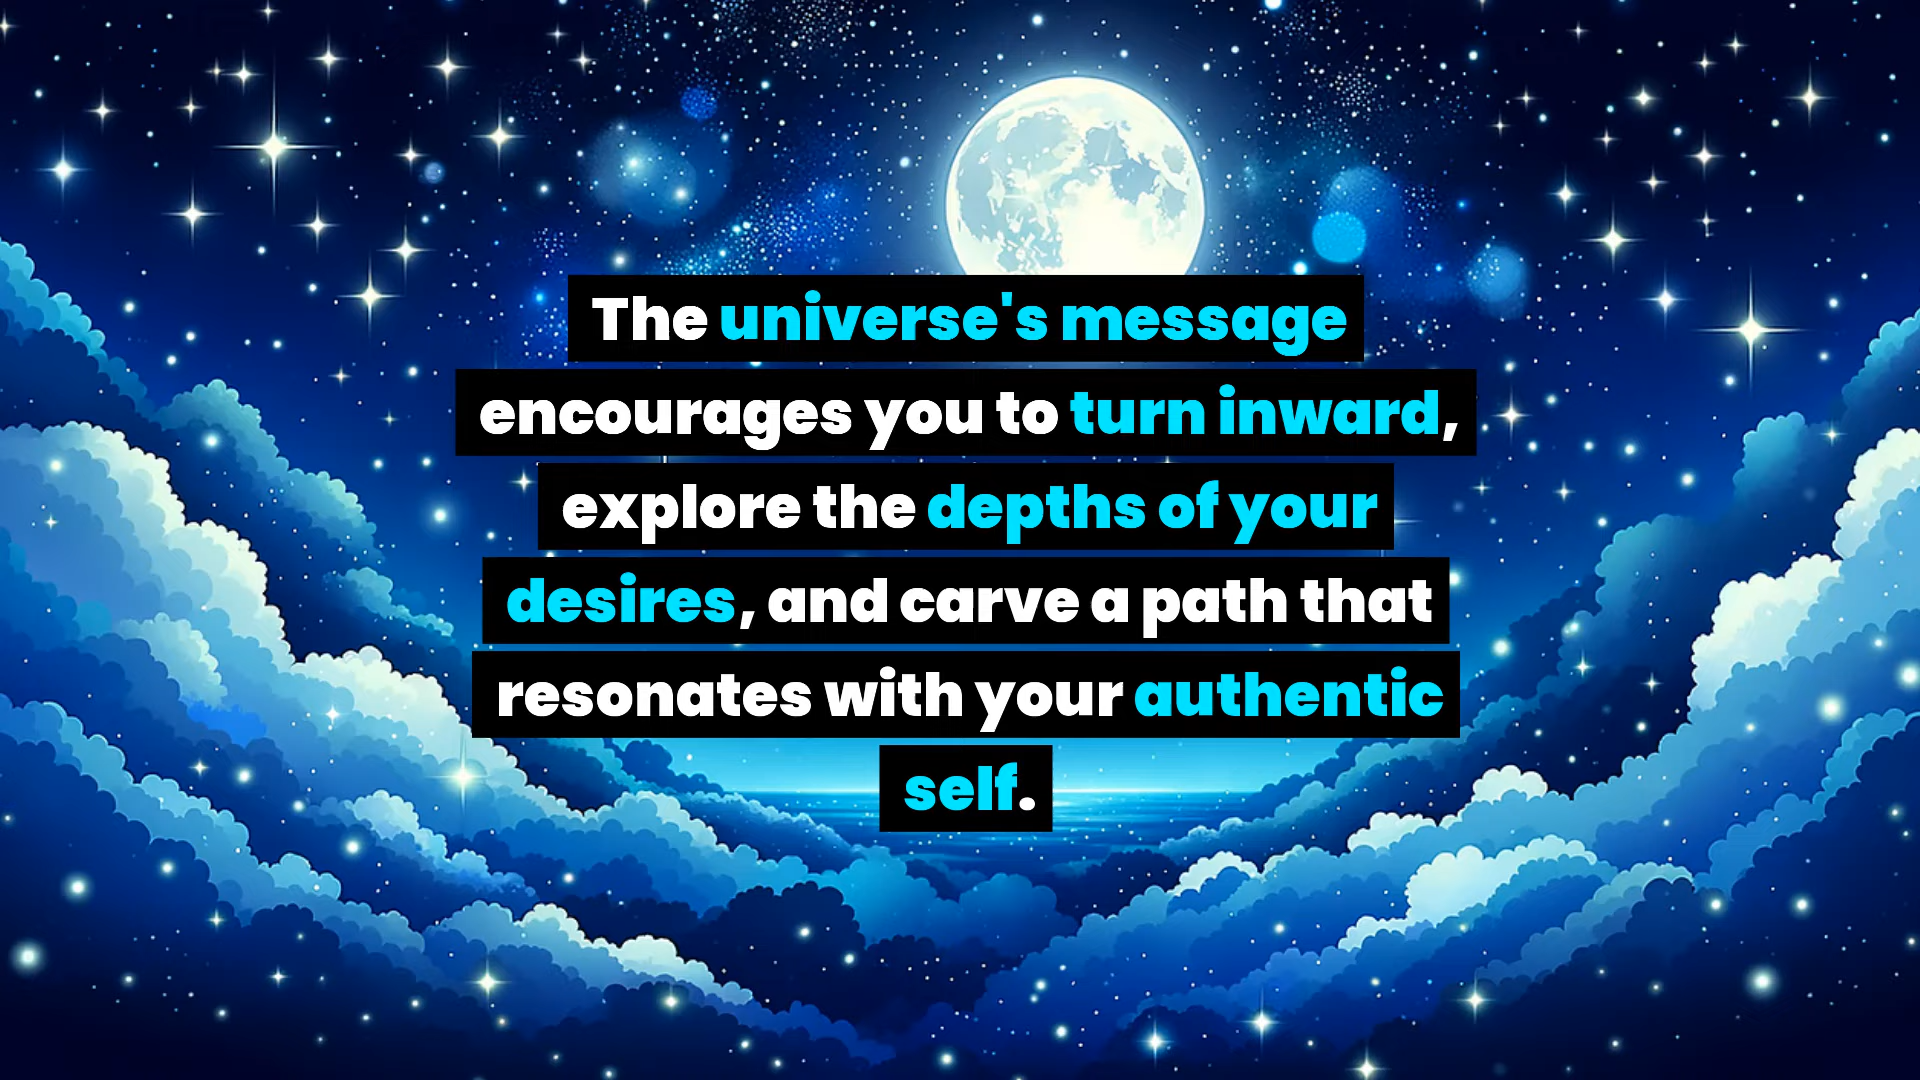 The universe's message
encourages you to turn inward,
explore the depths of your
desires, and carve a path that
resonates with your authentic
self.